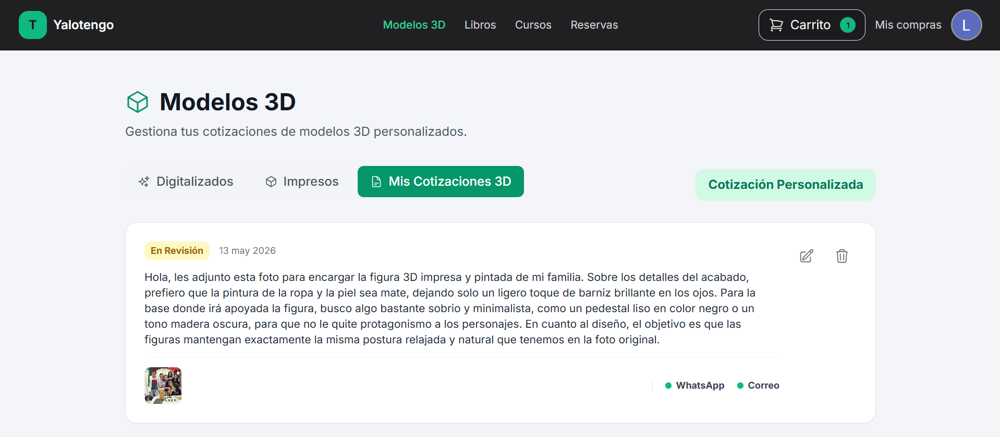 T Yalotengo Modelos 3D Libros Cursos Reservas Carrito 1 Mis compras L
Modelos 3D
Gestiona tus cotizaciones de modelos 3D personalizados.
Digitalizados Impresos Mis Cotizaciones 3D Cotización Personalizada
En Revisión 13 may 2026
Hola, les adjunto esta foto para encargar la figura 3D impresa y pintada de mi familia. Sobre los detalles del acabado,
prefiero que la pintura de la ropa y la piel sea mate, dejando solo un ligero toque de barniz brillante en los ojos. Para la
base donde irá apoyada la figura, busco algo bastante sobrio y minimalista, como un pedestal liso en color negro o un
tono madera oscura, para que no le quite protagonismo a los personajes. En cuanto al diseño, el objetivo es que las
figuras mantengan exactamente la misma postura relajada y natural que tenemos en la foto original.
WhatsApp Correo